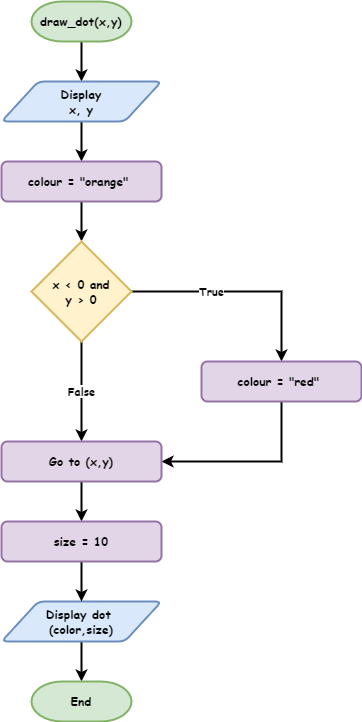 draw_dot(x,y)
Display
x, y
colour = "orange"
x < 0 and
y > 0
True
colour = "red"
False
Go to (x,y)
size = 10
Display dot
(color,size)
End